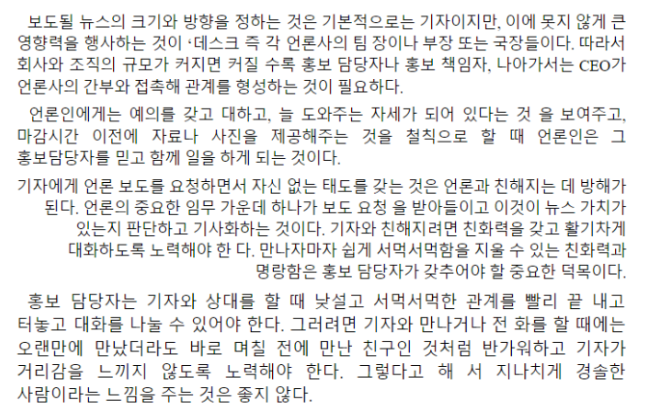 보도될 뉴스의 크기와 방향을 정하는 것은 기본적으로는 기자이지만, 이에 못지 않게 큰
영향력을 행사하는 것이 ‘데스크 즉 각 언론사의 팀 장이나 부장 또는 국장들이다. 따라서
회사와 조직의 규모가 커지면 커질 수록 홍보 담당자나 홍보 책임자, 나아가서는 CEO가
언론사의 간부와 접촉해 관계를 형성하는 것이 필요하다.
언론인에게는 예의를 갖고 대하고, 늘 도와주는 자세가 되어 있다는 것 을 보여주고,
마감시간 이전에 자료나 사진을 제공해주는 것을 철칙으로 할 때 언론인은 그
홍보담당자를 믿고 함께 일을 하게 되는 것이다.
기자에게 언론 보도를 요청하면서 자신 없는 태도를 갖는 것은 언론과 친해지는 데 방해가
된다. 언론의 중요한 임무 가운데 하나가 보도 요청 을 받아들이고 이것이 뉴스 가치가
있는지 판단하고 기사화하는 것이다. 기자와 친해지려면 친화력을 갖고 활기차게
대화하도록 노력해야 한 다. 만나자마자 쉽게 서먹서먹함을 지울 수 있는 친화력과
명랑함은 홍보 담당자가 갖추어야 할 중요한 덕목이다.
홍보 담당자는 기자와 상대를 할 때 낯설고 서먹서먹한 관계를 빨리 끝 내고
터놓고 대화를 나눌 수 있어야 한다. 그러려면 기자와 만나거나 전 화를 할 때에는
오랜만에 만났더라도 바로 며칠 전에 만난 친구인 것처럼 반가워하고 기자가
거리감을 느끼지 않도록 노력해야 한다. 그렇다고 해 서 지나치게 경솔한
사람이라는 느낌을 주는 것은 좋지 않다.